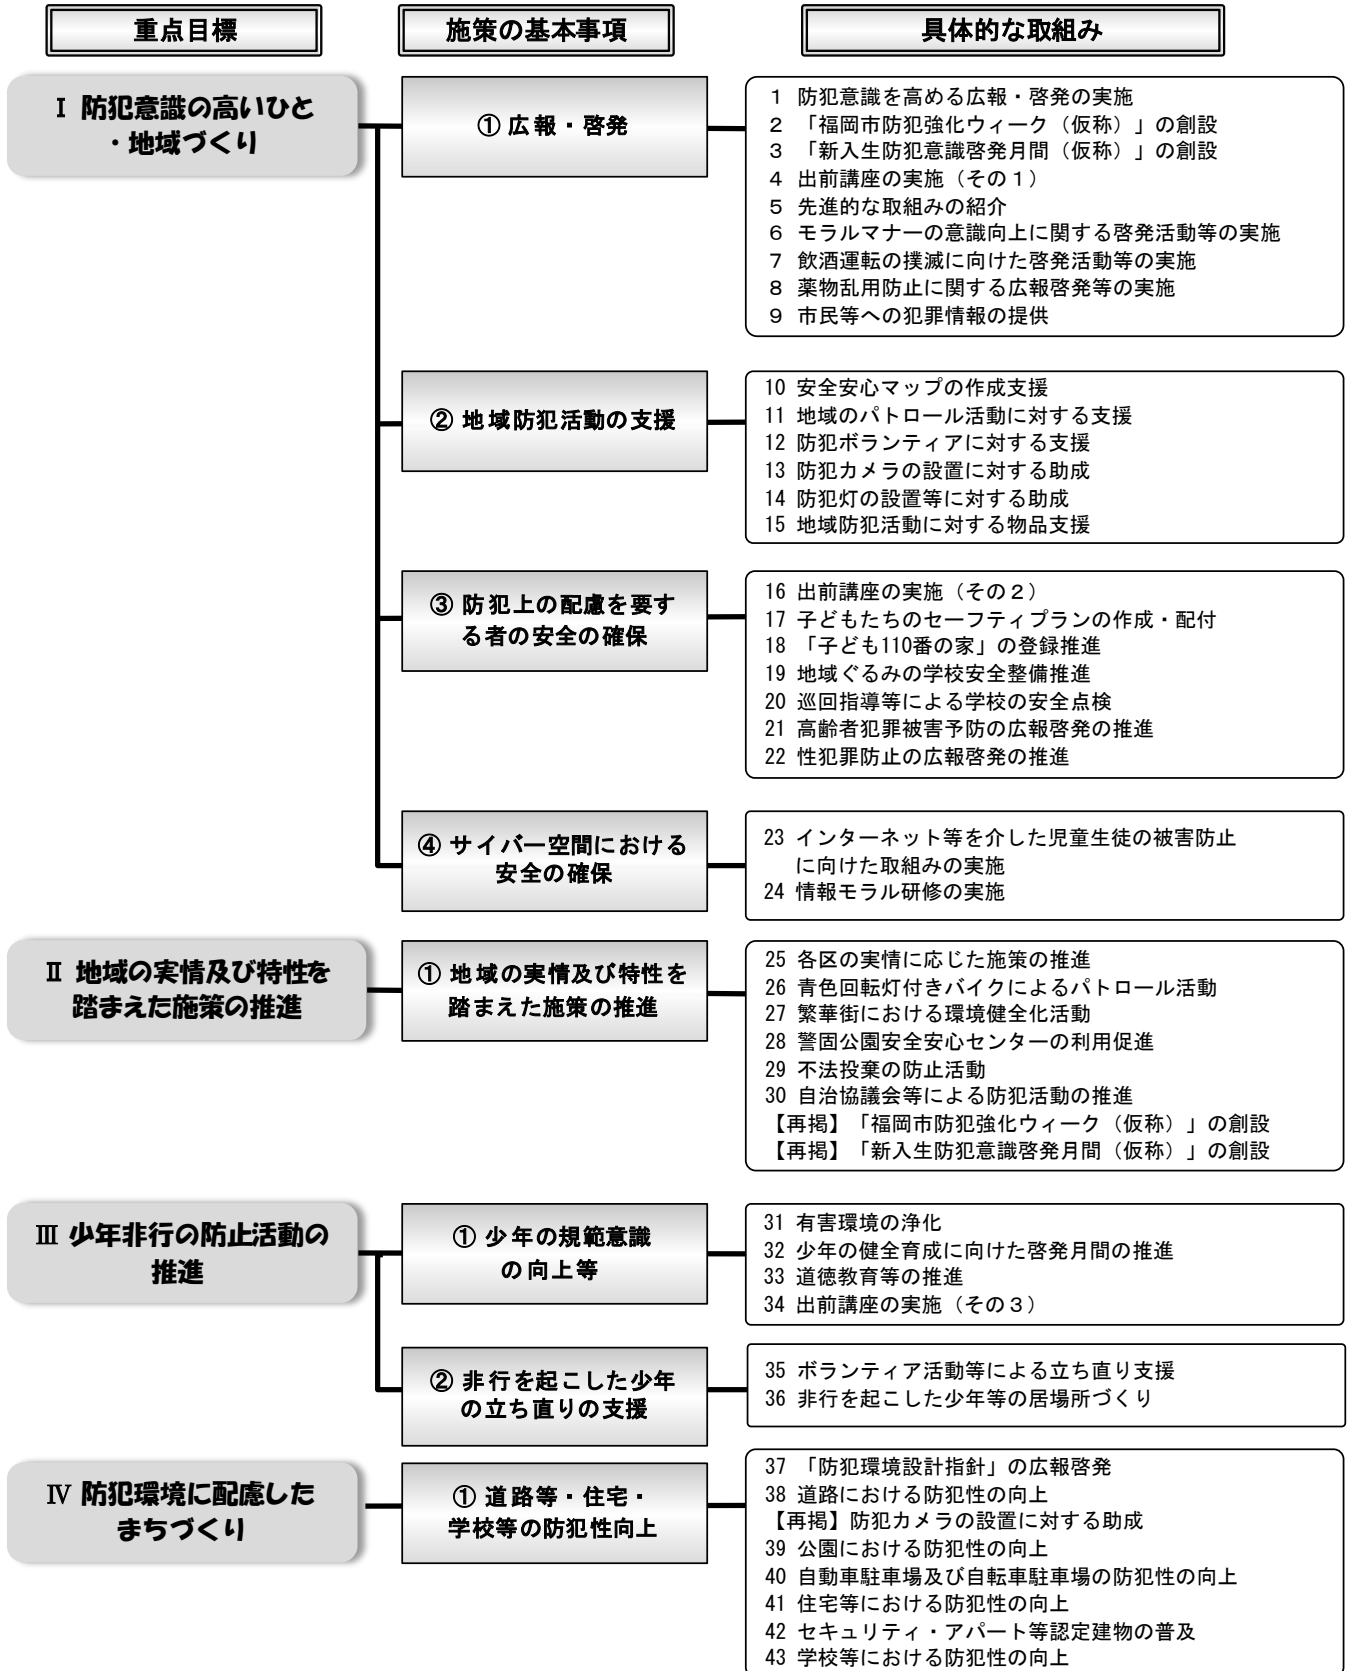 重点目標
施策の基本事項
具体的な取組み
Ⅰ 防犯意識の高いひと
・地域づくり
① 広報・啓発
1 防犯意識を高める広報・啓発の実施
2 「福岡市防犯強化ウィーク（仮称）」の創設
3 「新入生防犯意識啓発月間（仮称）」の創設
4 出前講座の実施（その１）
5 先進的な取組みの紹介
6 モラルマナーの意識向上に関する啓発活動等の実施
7 飲酒運転の撲滅に向けた啓発活動等の実施
8 薬物乱用防止に関する広報啓発等の実施
9 市民等への犯罪情報の提供
② 地域防犯活動の支援
10 安全安心マップの作成支援
11 地域のパトロール活動に対する支援
12 防犯ボランティアに対する支援
13 防犯カメラの設置に対する助成
14 防犯灯の設置等に対する助成
15 地域防犯活動に対する物品支援
③ 防犯上の配慮を要す
る者の安全の確保
16 出前講座の実施（その２）
17 子どもたちのセーフティプランの作成・配付
18 「子ども110番の家」の登録推進
19 地域ぐるみの学校安全整備推進
20 巡回指導等による学校の安全点検
21 高齢者犯罪被害予防の広報啓発の推進
22 性犯罪防止の広報啓発の推進
④ サイバー空間における
安全の確保
23 インターネット等を介した児童生徒の被害防止
に向けた取組みの実施
24 情報モラル研修の実施
Ⅱ 地域の実情及び特性を
踏まえた施策の推進
① 地域の実情及び特性を
踏まえた施策の推進
25 各区の実情に応じた施策の推進
26 青色回転灯付きバイクによるパトロール活動
27 繁華街における環境健全化活動
28 警固公園安全安心センターの利用促進
29 不法投棄の防止活動
30 自治協議会等による防犯活動の推進
【再掲】「福岡市防犯強化ウィーク（仮称）」の創設
【再掲】「新入生防犯意識啓発月間（仮称）」の創設
Ⅲ 少年非行の防止活動の
推進
① 少年の規範意識
の向上等
31 有害環境の浄化
32 少年の健全育成に向けた啓発月間の推進
33 道徳教育等の推進
34 出前講座の実施（その３）
② 非行を起こした少年
の立ち直りの支援
35 ボランティア活動等による立ち直り支援
36 非行を起こした少年等の居場所づくり
Ⅳ 防犯環境に配慮した
まちづくり
① 道路等・住宅・
学校等の防犯性向上
37 「防犯環境設計指針」の広報啓発
38 道路における防犯性の向上
【再掲】防犯カメラの設置に対する助成
39 公園における防犯性の向上
40 自動車駐車場及び自転車駐車場の防犯性の向上
41 住宅等における防犯性の向上
42 セキュリティ・アパート等認定建物の普及
43 学校等における防犯性の向上